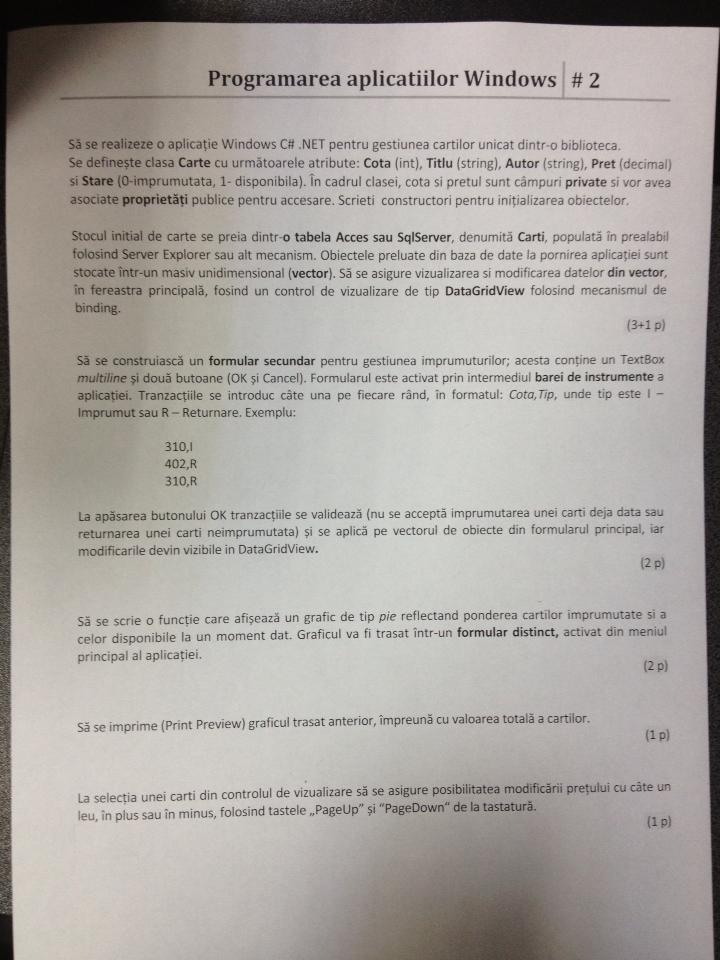 Programarea aplicatiilor Windows # 2
Să se realizeze o aplicație Windows C# .NET pentru gestiunea cartilor unicat dintr-o biblioteca.
Se definește clasa Carte cu următoarele atribute: Cota (int), Titlu (string), Autor (string), Pret (decimal)
si Stare (0-imprumutata, 1- disponibila). În cadrul clasei, cota si pretul sunt câmpuri private si vor avea
asociate proprietăți publice pentru accesare. Scrieti constructori pentru inițializarea obiectelor.
Stocul initial de carte se preia dintr-o tabela Acces sau SqlServer, denumită Carti, populată în prealabil
folosind Server Explorer sau alt mecanism. Obiectele preluate din baza de date la pornirea aplicației sunt
stocate într-un masiv unidimensional (vector). Să se asigure vizualizarea si modificarea datelor din vector,
în fereastra principală, fosind un control de vizualizare de tip DataGridView folosind mecanismul de
binding.
(3+1 p)
Să se construiască un formular secundar pentru gestiunea imprumuturilor; acesta conține un TextBox
multiline și două butoane (OK și Cancel). Formularul este activat prin intermediul barei de instrumente a
aplicației. Tranzacțiile se introduc câte una pe fiecare rând, în formatul: Cota,Tip, unde tip este I –
Imprumut sau R – Returnare. Exemplu:
310,I
402,R
310,R
La apăsarea butonului OK tranzacțiile se validează (nu se acceptă imprumutarea unei carti deja data sau
returnarea unei carti neimprumutata) și se aplică pe vectorul de obiecte din formularul principal, iar
modificarile devin vizibile in DataGridView.
(2 p)
Să se scrie o funcție care afișează un grafic de tip pie reflectand ponderea cartilor imprumutate si a
celor disponibile la un moment dat. Graficul va fi trasat într-un formular distinct, activat din meniul
principal al aplicației.
(2 p)
Să se imprime (Print Preview) graficul trasat anterior, împreună cu valoarea totală a cartilor.
(1 p)
La selecția unei carti din controlul de vizualizare să se asigure posibilitatea modificării prețului cu câte un
leu, în plus sau în minus, folosind tastele „PageUp” și “PageDown” de la tastatură.
(1 p)